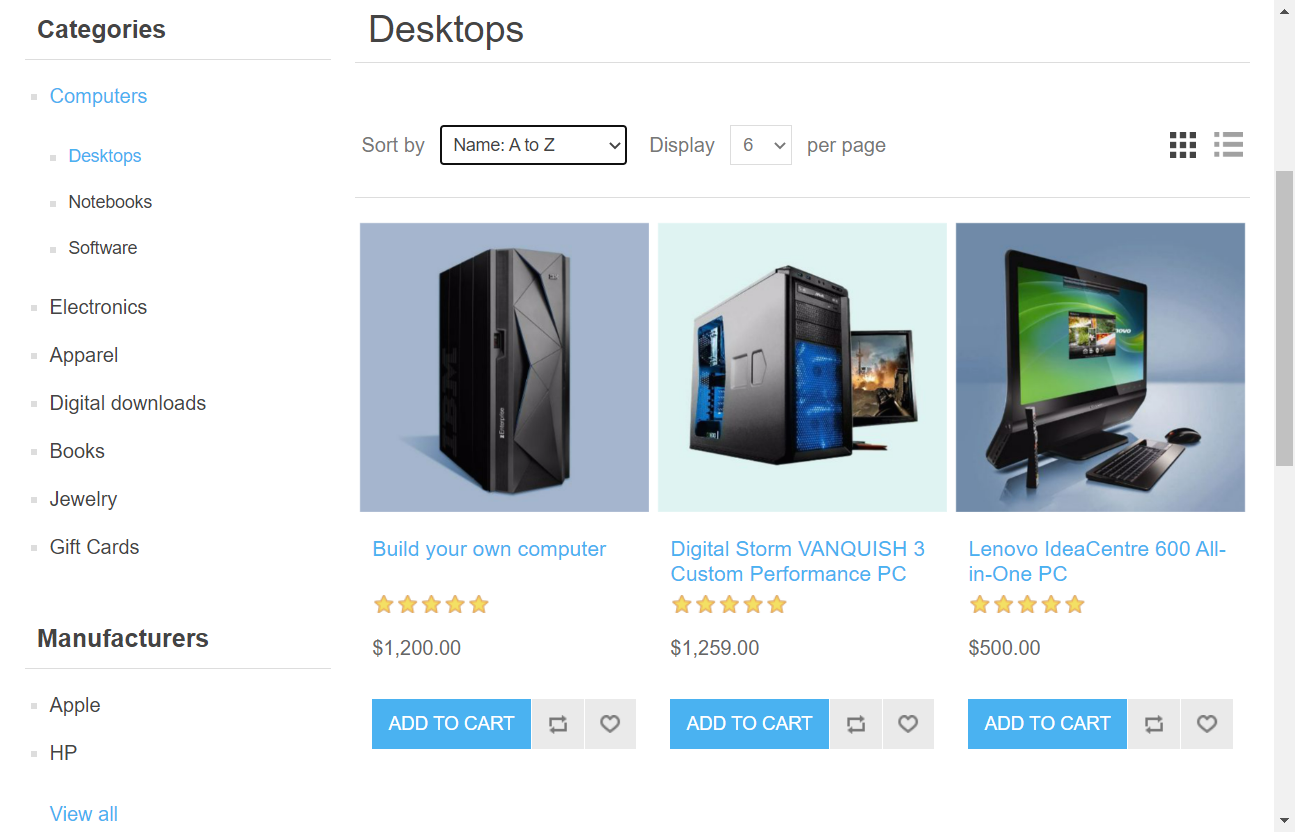 Categories
Computers
Desktops
Notebooks
Software
Electronics
Apparel
Digital downloads
Books
Jewelry
Gift Cards
Manufacturers
Apple
HP
View all
Desktops
Sort by Name: A to Z Display 6 per page
IBM
Build your own computer
$1,200.00
ADD TO CART
Digital Storm VANQUISH 3
Custom Performance PC
$1,259.00
ADD TO CART
Lenovo IdeaCentre 600 All-
in-One PC
$500.00
ADD TO CART